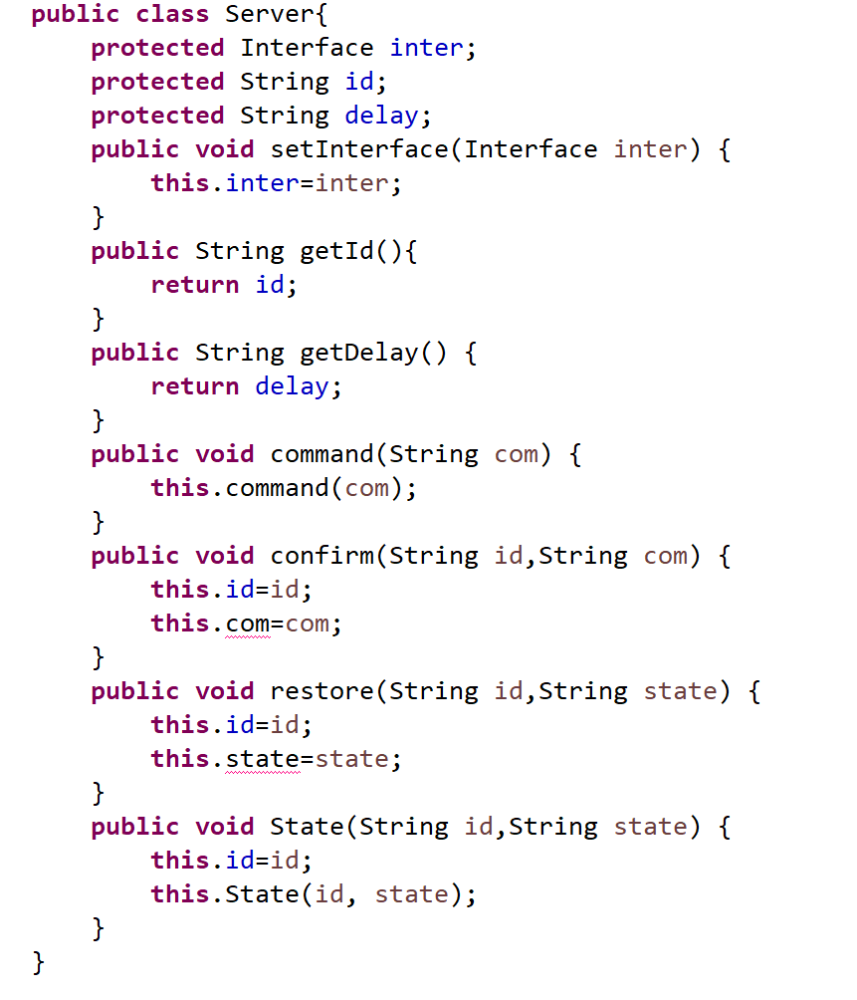 public class Server{
    protected Interface inter;
    protected String id;
    protected String delay;
    public void setInterface(Interface inter) {
        this.inter=inter;
    }
    public String getId(){
        return id;
    }
    public String getDelay() {
        return delay;
    }
    public void command(String com) {
        this.command(com);
    }
    public void confirm(String id,String com) {
        this.id=id;
        this.com=com;
    }
    public void restore(String id,String state) {
        this.id=id;
        this.state=state;
    }
    public void State(String id,String state) {
        this.id=id;
        this.State(id, state);
    }
}